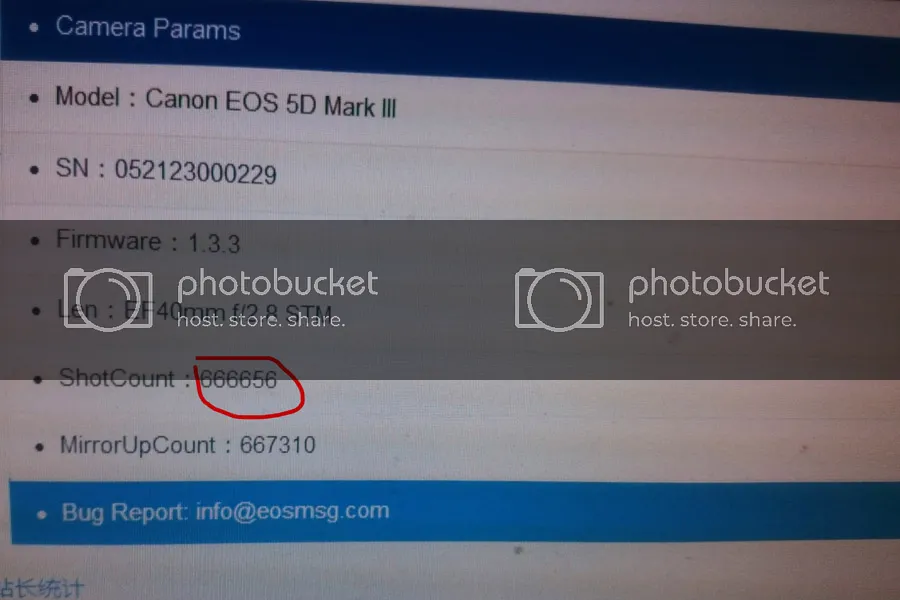 Camera Params
Model : Canon EOS 5D Mark III
SN : 052123000229
Firmware : 1.3.3
photobucket photobucket
Len : EF40mm f/2.8 STM
host. store. share. host. store. share.
ShotCount : 666656
MirrorUpCount : 667310
Bug Report: info@eosmsg.com
站长统计